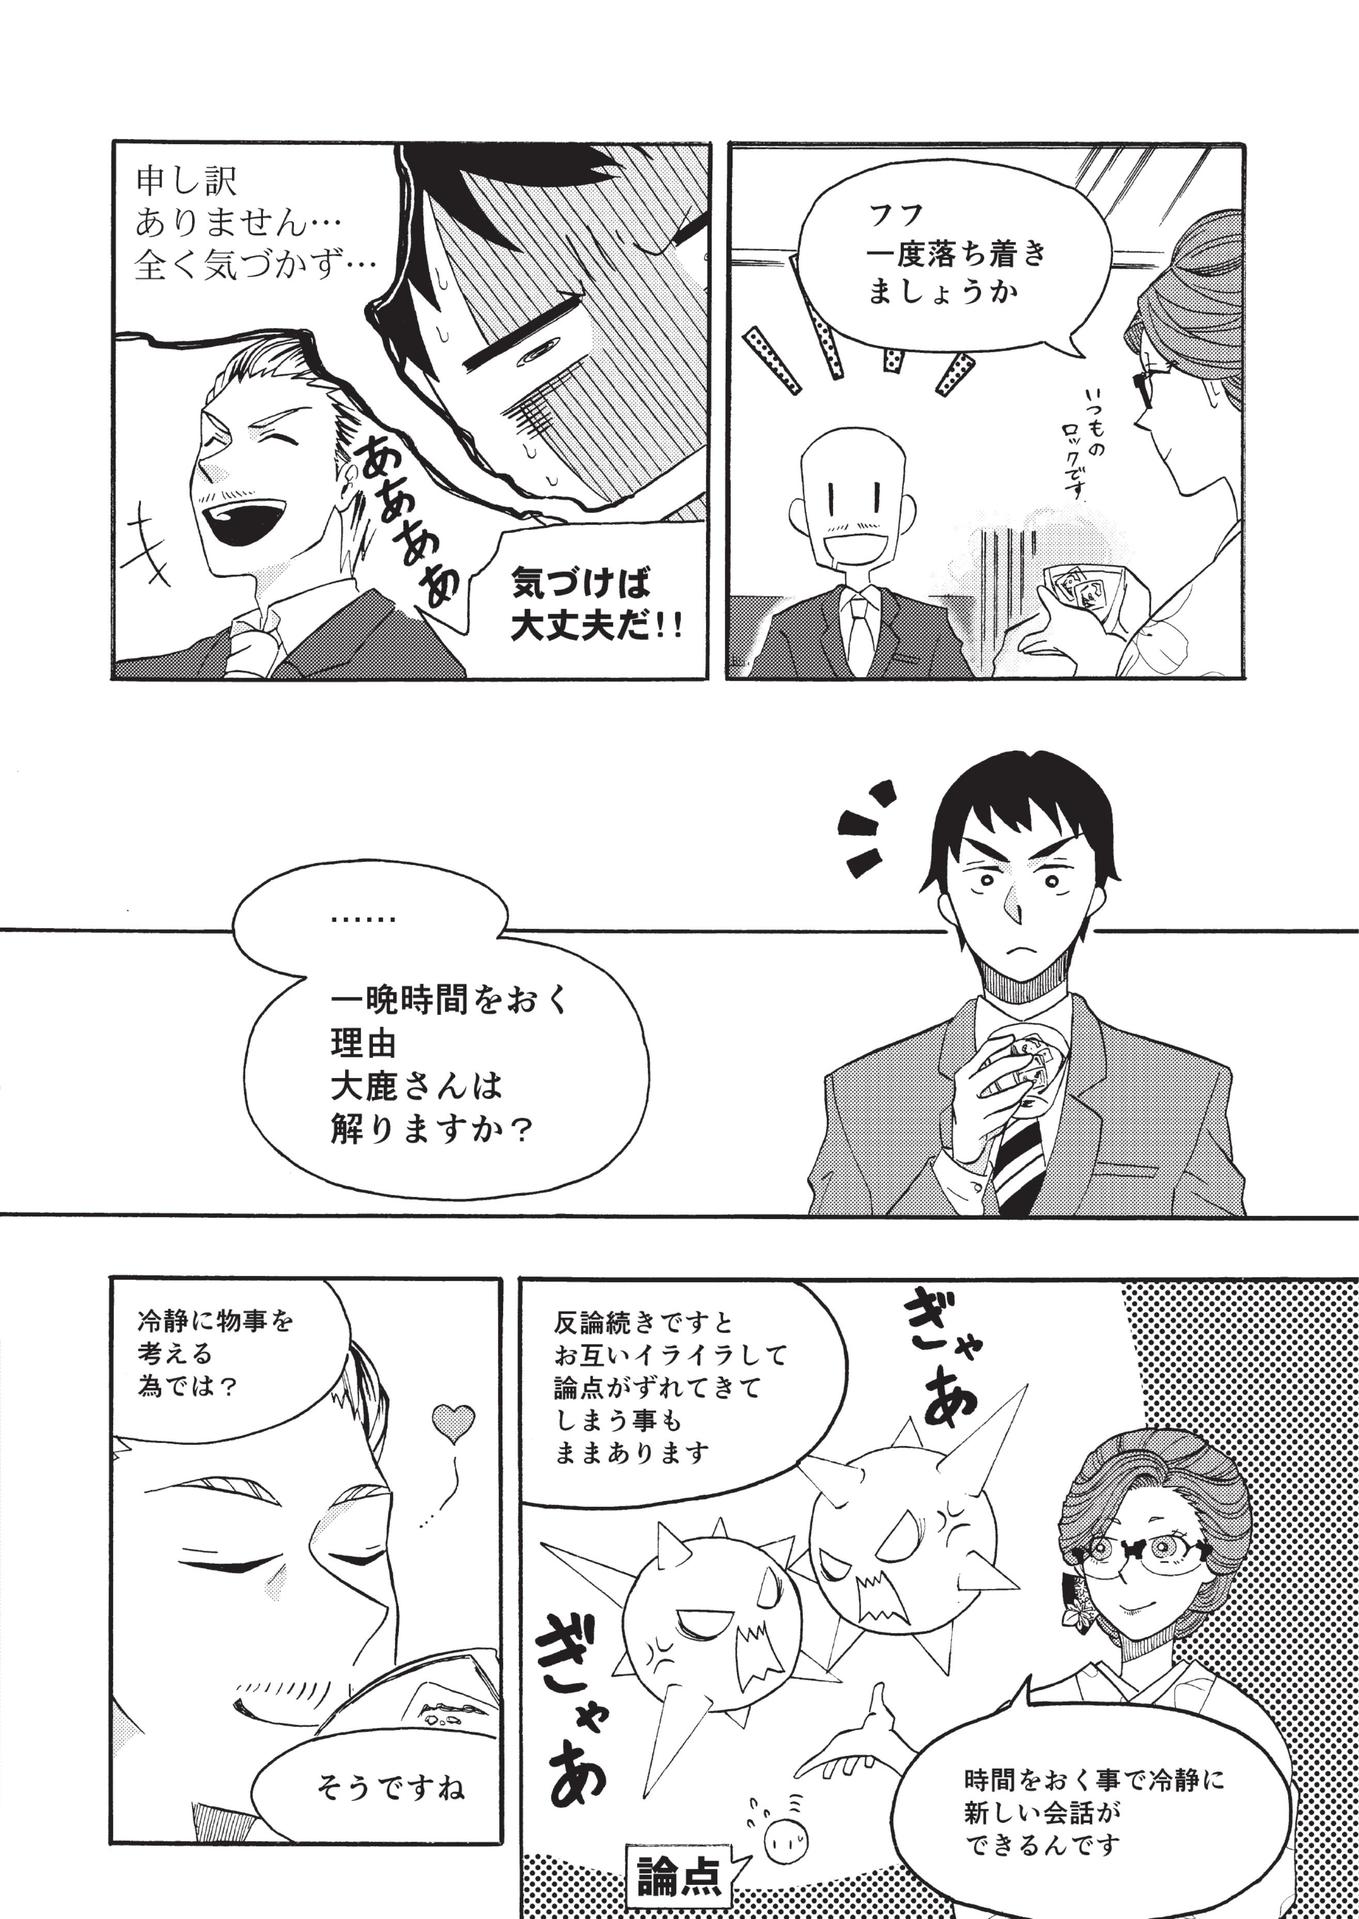 申し訳
ありません…
全く気づかず…
ああああ
気づけば
大丈夫だ!!
フフ
一度落ち着き
ましょうか
いつもの
ロックです
……
一晩時間をおく
理由
大鹿さんは
解りますか？
冷静に物事を
考える
為では？
そうですね
反論続きですと
お互いイライラして
論点がずれてきて
しまう事も
ままあります
ぎゃあ
ぎゃあ
論点
時間をおく事で冷静に
新しい会話が
できるんです